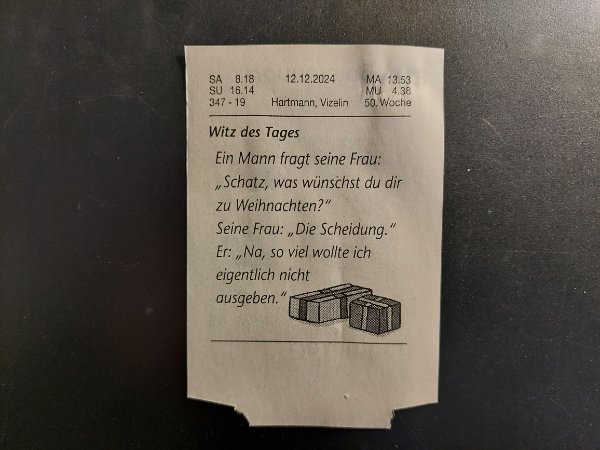 SA 8.18 12.12.2024 MA 13.53
SU 16.14 MU 4.38
347 - 19 Hartmann, Vizelin 50. Woche
Witz des Tages
Ein Mann fragt seine Frau:
„Schatz, was wünschst du dir
zu Weihnachten?“
Seine Frau: „Die Scheidung.“
Er: „Na, so viel wollte ich
eigentlich nicht
ausgeben.“